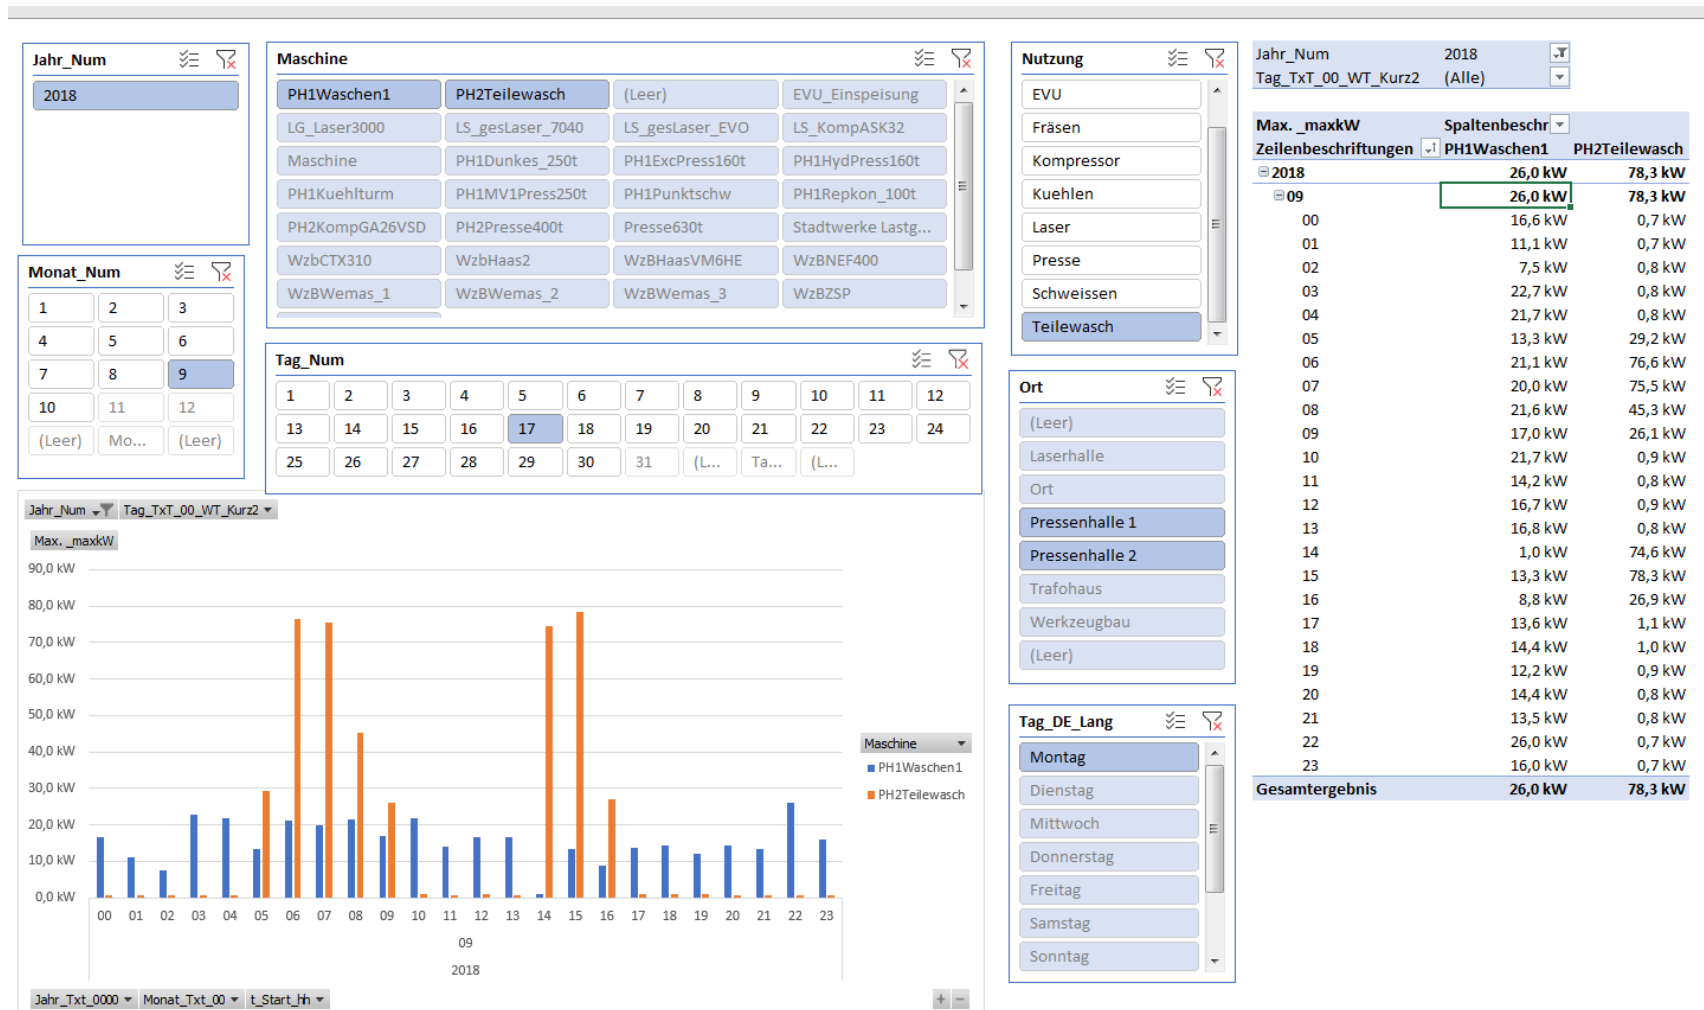 Jahr_Num
2018
Monat_Num
1 2 3
4 5 6
7 8 9
10 11 12
(Leer) Mo... (Leer)
Maschine
PH1Waschen1 PH2Teilewasch (Leer) EVU_Einspeisung
LG_Laser3000 LS_gesLaser_7040 LS_gesLaser_EVO LS_KompASK32
Maschine PH1Dunkes_250t PH1ExcPress160t PH1HydPress160t
PH1Kuehlturm PH1MV1Press250t PH1Punktschw PH1Repkon_100t
PH2KompGA26VSD PH2Presse400t Presse630t Stadtwerke Lastg...
WzbCTX310 WzbHaas2 WzBHaasVM6HE WzBNEF400
WzBWemas_1 WzBWemas_2 WzBWemas_3 WzBZSP
Tag_Num
1 2 3 4 5 6 7 8 9 10 11 12
13 14 15 16 17 18 19 20 21 22 23 24
25 26 27 28 29 30 31 (L... Ta... (L...
Jahr_Num Tag_TxT_00_WT_Kurz2
Max. _maxkW
90,0 kW
80,0 kW
70,0 kW
60,0 kW
50,0 kW
40,0 kW
30,0 kW
20,0 kW
10,0 kW
0,0 kW
00 01 02 03 04 05 06 07 08 09 10 11 12 13 14 15 16 17 18 19 20 21 22 23
09
2018
Maschine
PH1Waschen1
PH2Teilewasch
Jahr_Txt_0000 Monat_Txt_00 t_Start_hh
+ −
Nutzung
EVU
Fräsen
Kompressor
Kuehlen
Laser
Presse
Schweissen
Teilewasch
Ort
(Leer)
Laserhalle
Ort
Pressenhalle 1
Pressenhalle 2
Trafohaus
Werkzeugbau
(Leer)
Tag_DE_Lang
Montag
Dienstag
Mittwoch
Donnerstag
Freitag
Samstag
Sonntag
Jahr_Num 2018
Tag_TxT_00_WT_Kurz2 (Alle)
Max. _maxkW Spaltenbeschr
Zeilenbeschriftungen PH1Waschen1 PH2Teilewasch
2018 26,0 kW 78,3 kW
09 26,0 kW 78,3 kW
00 16,6 kW 0,7 kW
01 11,1 kW 0,7 kW
02 7,5 kW 0,8 kW
03 22,7 kW 0,8 kW
04 21,7 kW 0,8 kW
05 13,3 kW 29,2 kW
06 21,1 kW 76,6 kW
07 20,0 kW 75,5 kW
08 21,6 kW 45,3 kW
09 17,0 kW 26,1 kW
10 21,7 kW 0,9 kW
11 14,2 kW 0,8 kW
12 16,7 kW 0,9 kW
13 16,8 kW 0,8 kW
14 1,0 kW 74,6 kW
15 13,3 kW 78,3 kW
16 8,8 kW 26,9 kW
17 13,6 kW 1,1 kW
18 14,4 kW 1,0 kW
19 12,2 kW 0,9 kW
20 14,4 kW 0,8 kW
21 13,5 kW 0,8 kW
22 26,0 kW 0,7 kW
23 16,0 kW 0,7 kW
Gesamtergebnis 26,0 kW 78,3 kW